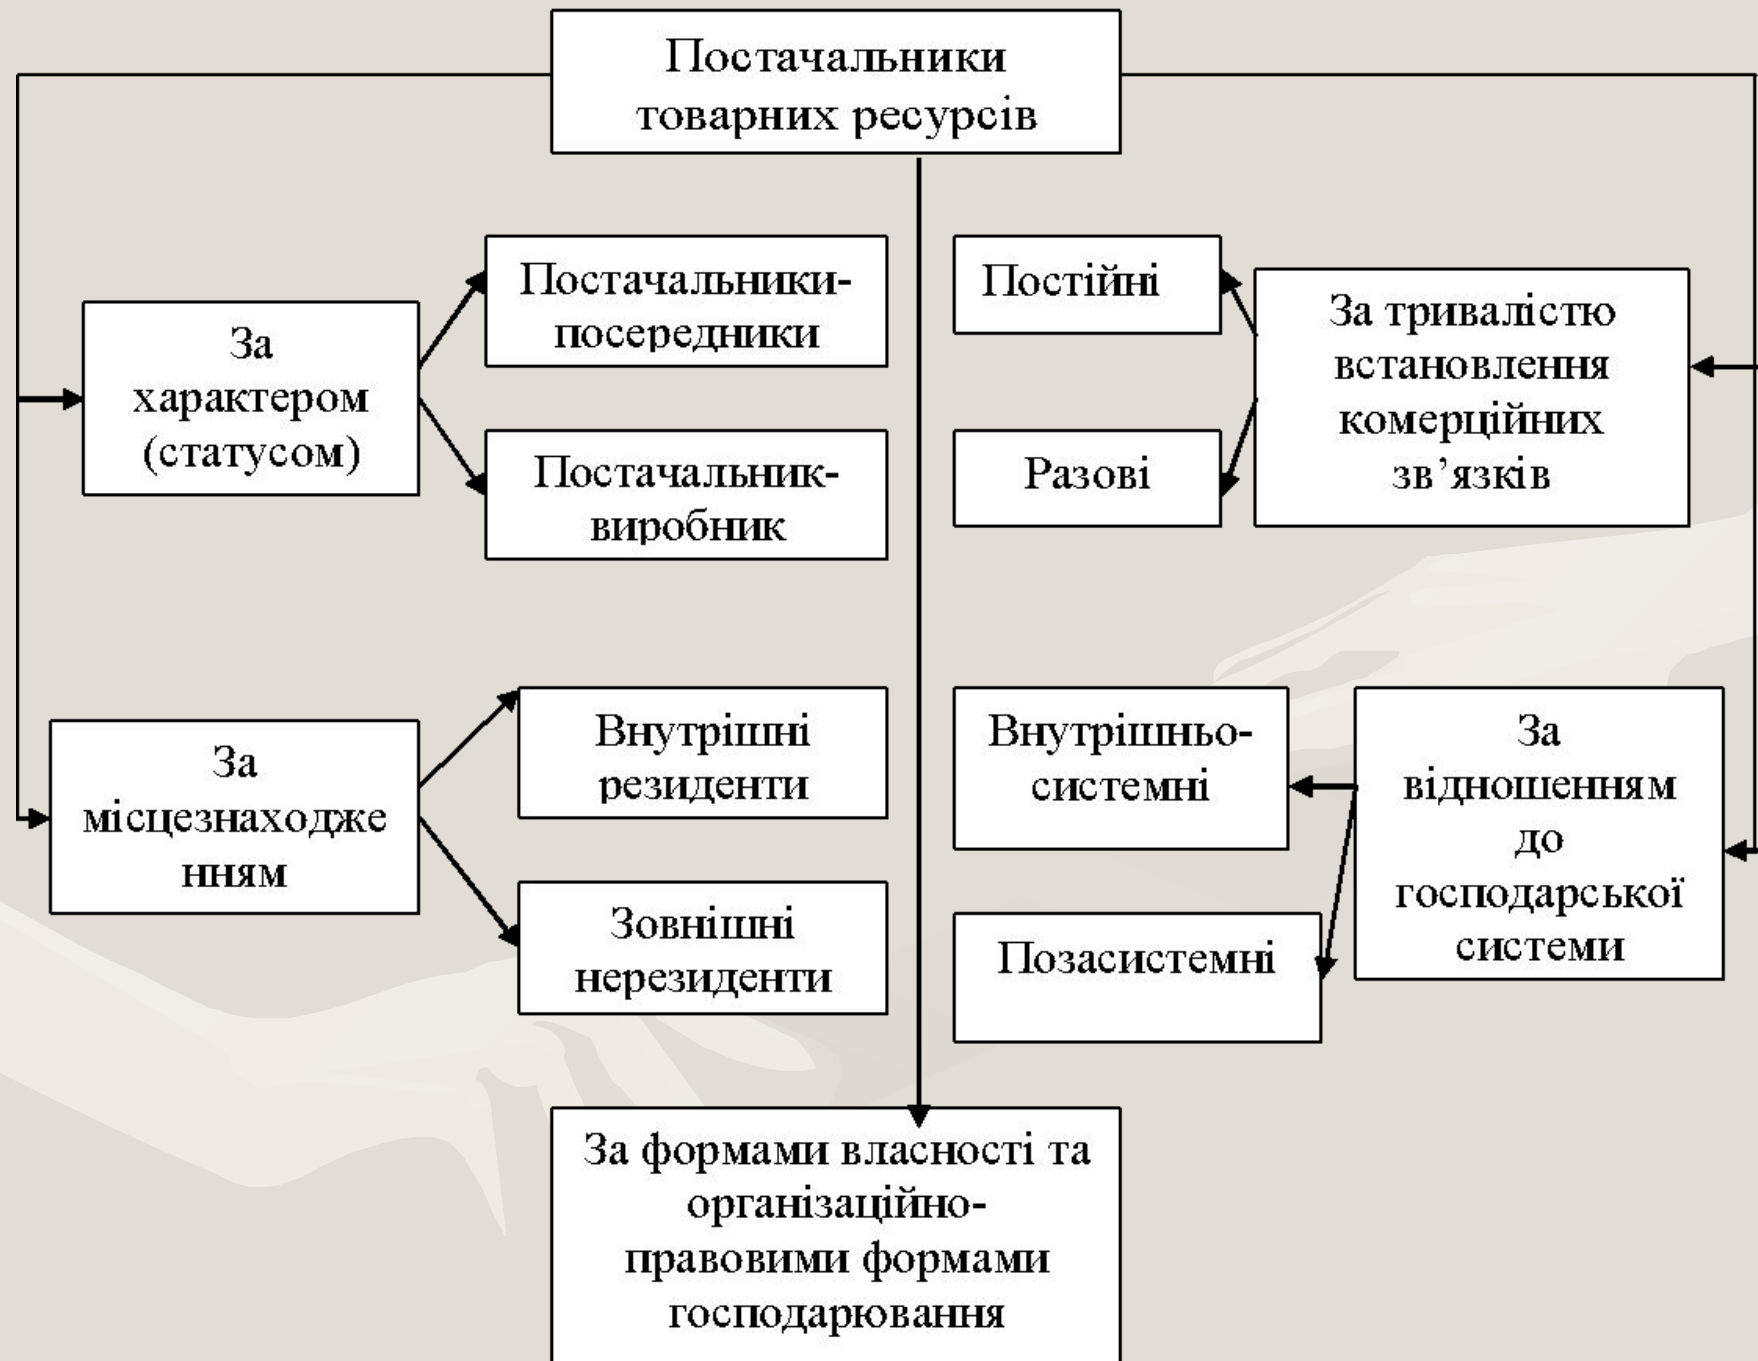 Постачальники
товарних ресурсів
За
характером
(статусом)
Постачальники-
посередники
Постачальник-
виробник
Постійні
Разові
За тривалістю
встановлення
комерційних
зв’язків
За
місцезнаходже
нням
Внутрішні
резиденти
Зовнішні
нерезиденти
Внутрішньо-
системні
Позасистемні
За
відношенням
до
господарської
системи
За формами власності та
організаційно-
правовими формами
господарювання